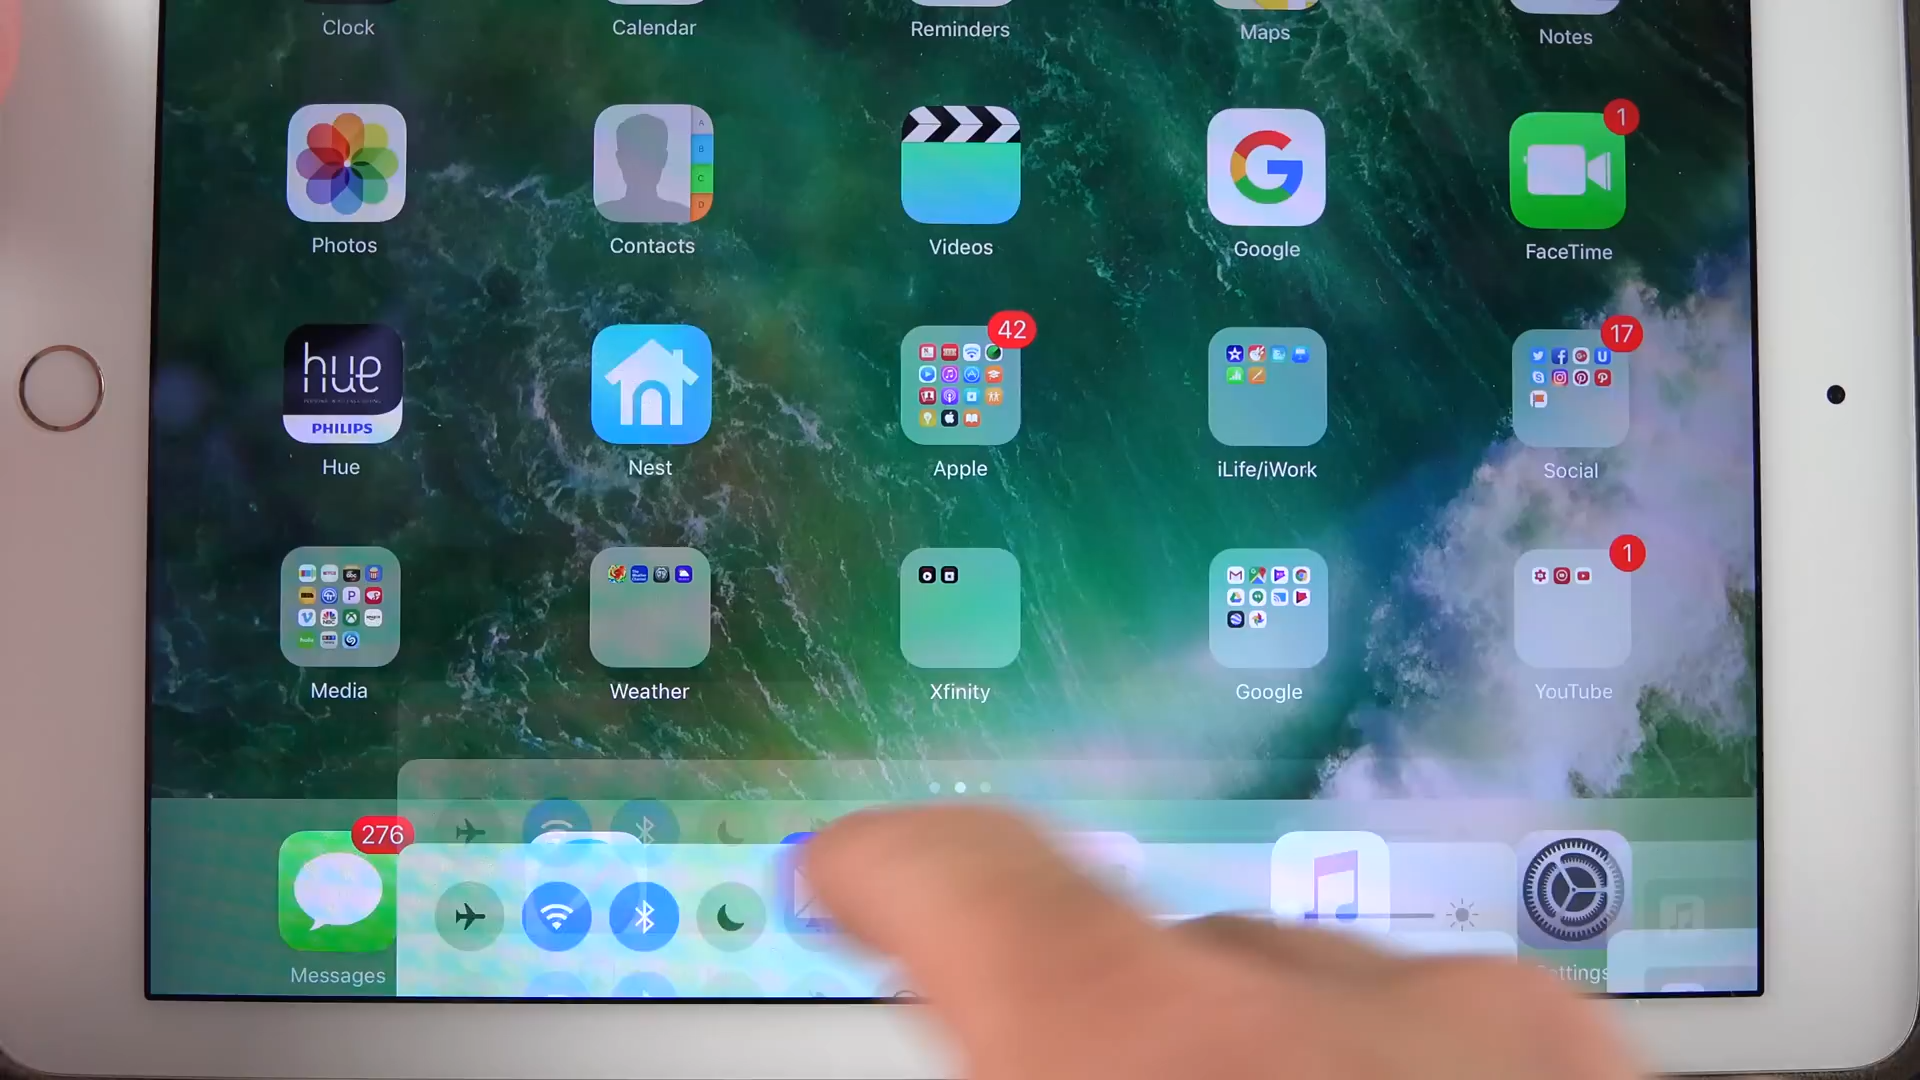 Clock
Calendar
Reminders
Maps
Notes
Photos
A
B
C
D
Contacts
Videos
G
Google
1
FaceTime
hue
PHILIPS
Hue
Nest
42
Apple
iLife/iWork
17
Social
Media
Weather
Xfinity
Google
1
YouTube
276
Messages
Settings